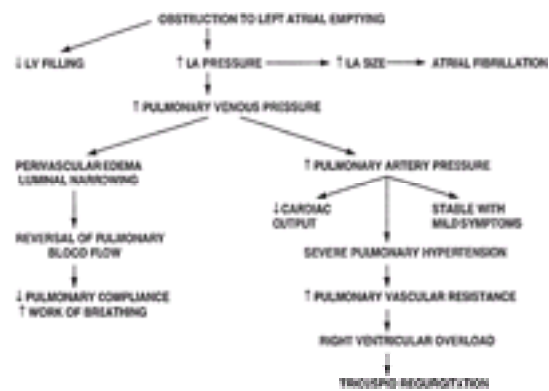 OBSTRUCTION TO LEFT ATRIAL EMPTYING
↓ LV FILLING
↑ LA PRESSURE
↑ LA SIZE
ATRIAL FIBRILLATION
↑ PULMONARY VENOUS PRESSURE
PERIVASCULAR EDEMA
LUMINAL NARROWING
↑ PULMONARY ARTERY PRESSURE
↓ CARDIAC
OUTPUT
STABLE WITH
MILD SYMPTOMS
REVERSAL OF PULMONARY
BLOOD FLOW
SEVERE PULMONARY HYPERTENSION
↓ PULMONARY COMPLIANCE
↑ WORK OF BREATHING
↑ PULMONARY VASCULAR RESISTANCE
RIGHT VENTRICULAR OVERLOAD
TRICUSPID REGURGITATION